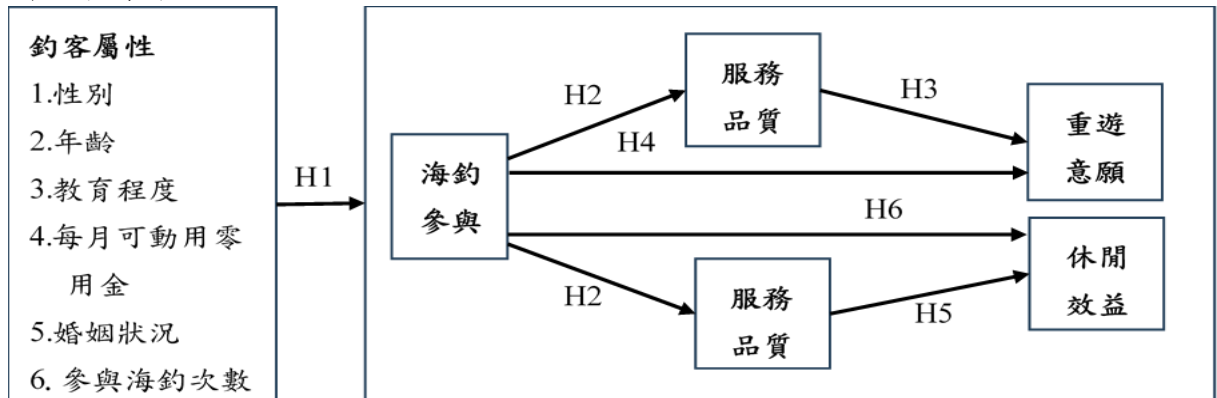 釣客屬性
1.性別
2.年齡
3.教育程度
4.每月可動用零
用金
5.婚姻狀況
6. 參與海釣次數
H1
海釣
參與
H2
服務
品質
H3
H4
重遊
意願
H6
休閒
效益
H2
服務
品質
H5